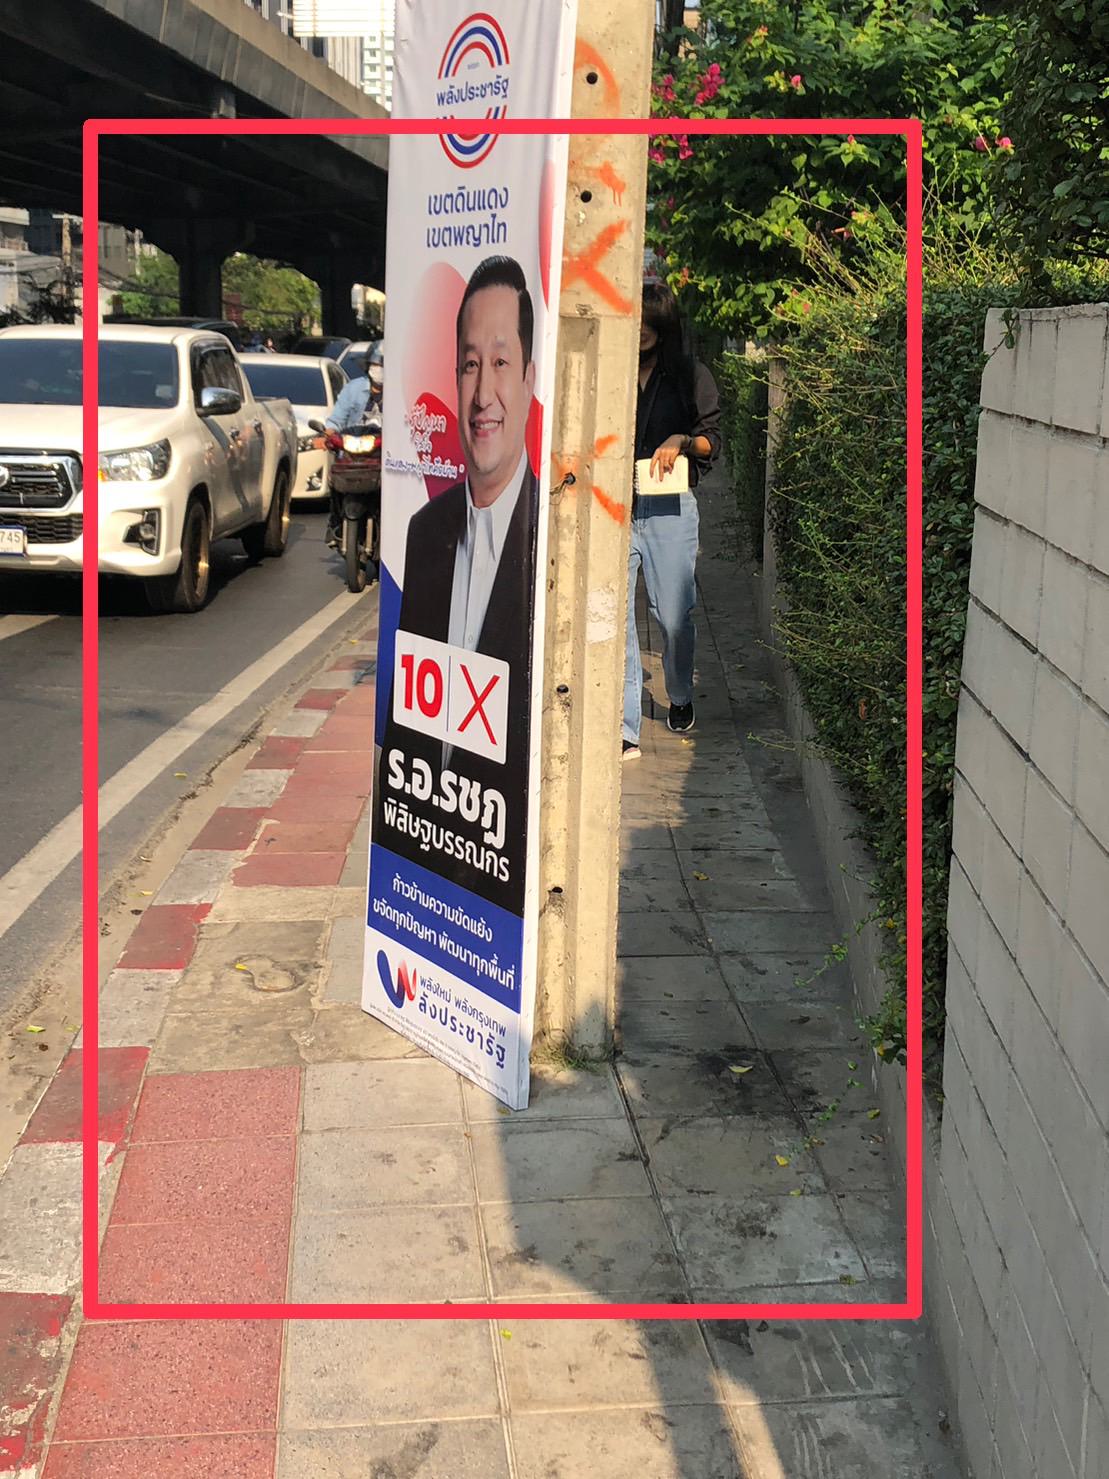 พลังประชารัฐ
เขตดินแดง
เขตพญาไท
10 X
ร.อ.รชฎ
พิสิษฐบรรณกร
ก้าวข้ามความขัดแย้ง
ขจัดทุกปัญหา พัฒนาทุกพื้นที่
พลังใหม่ พลังกรุงเทพ
ลังประชารัฐ
745